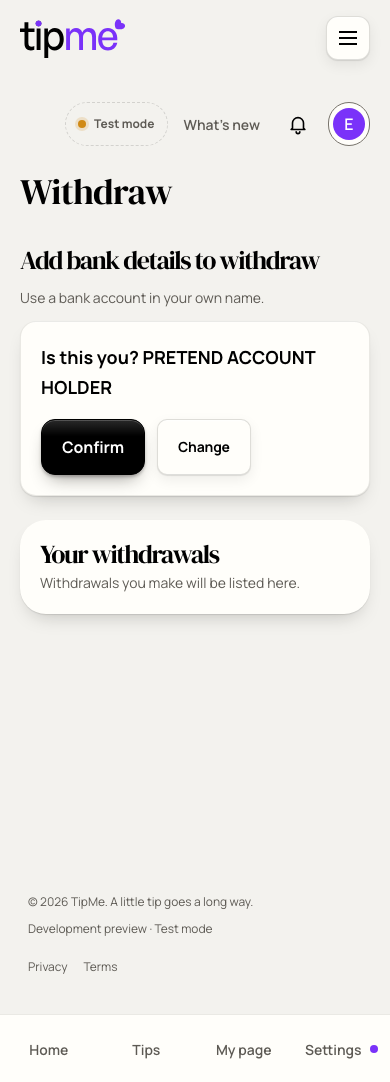 tipme
Test mode
What's new
E
Withdraw
Add bank details to withdraw
Use a bank account in your own name.
Is this you? PRETEND ACCOUNT
HOLDER
Confirm
Change
Your withdrawals
Withdrawals you make will be listed here.
© 2026 TipMe. A little tip goes a long way.
Development preview · Test mode
Privacy
Terms
Home
Tips
My page
Settings